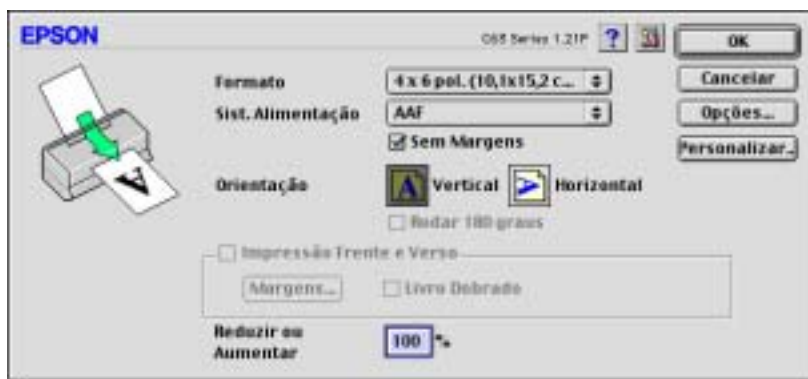 EPSON
C65 Series 1.21P ? OK
Formato 4 x 6 pol. (10,1x15,2 c... Cancelar
Sist. Alimentação AAF Opções...
Sem Margens Personalizar...
Orientação A Vertical A Horizontal
Rodar 180 graus
Impressão Frente e Verso
Margens... Livro Dobrado
Reduzir ou
Aumentar 100 %
A